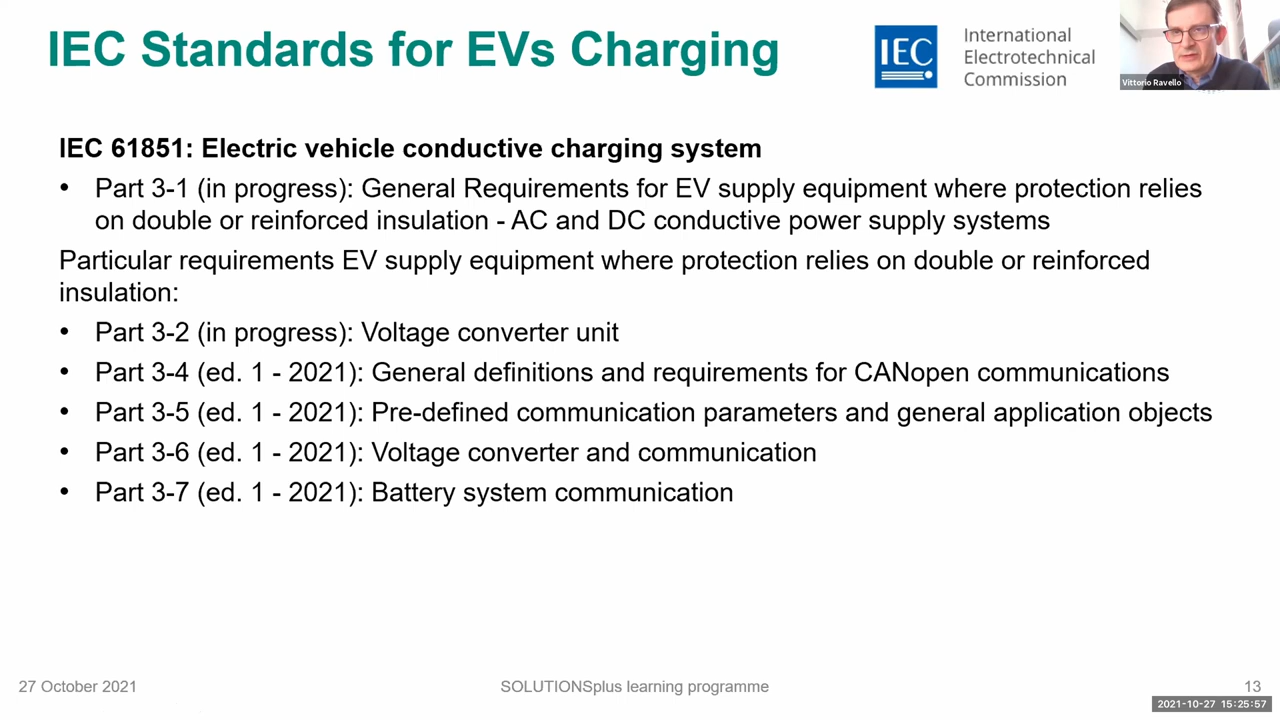 IEC Standards for EVs Charging
IEC
International
Electrotechnical
Commission
Vittorio Ravello
IEC 61851: Electric vehicle conductive charging system
• Part 3-1 (in progress): General Requirements for EV supply equipment where protection relies
on double or reinforced insulation - AC and DC conductive power supply systems
Particular requirements EV supply equipment where protection relies on double or reinforced
insulation:
• Part 3-2 (in progress): Voltage converter unit
• Part 3-4 (ed. 1 - 2021): General definitions and requirements for CANopen communications
• Part 3-5 (ed. 1 - 2021): Pre-defined communication parameters and general application objects
• Part 3-6 (ed. 1 - 2021): Voltage converter and communication
• Part 3-7 (ed. 1 - 2021): Battery system communication
27 October 2021
SOLUTIONSplus learning programme
13
2021-10-27 15:25:57